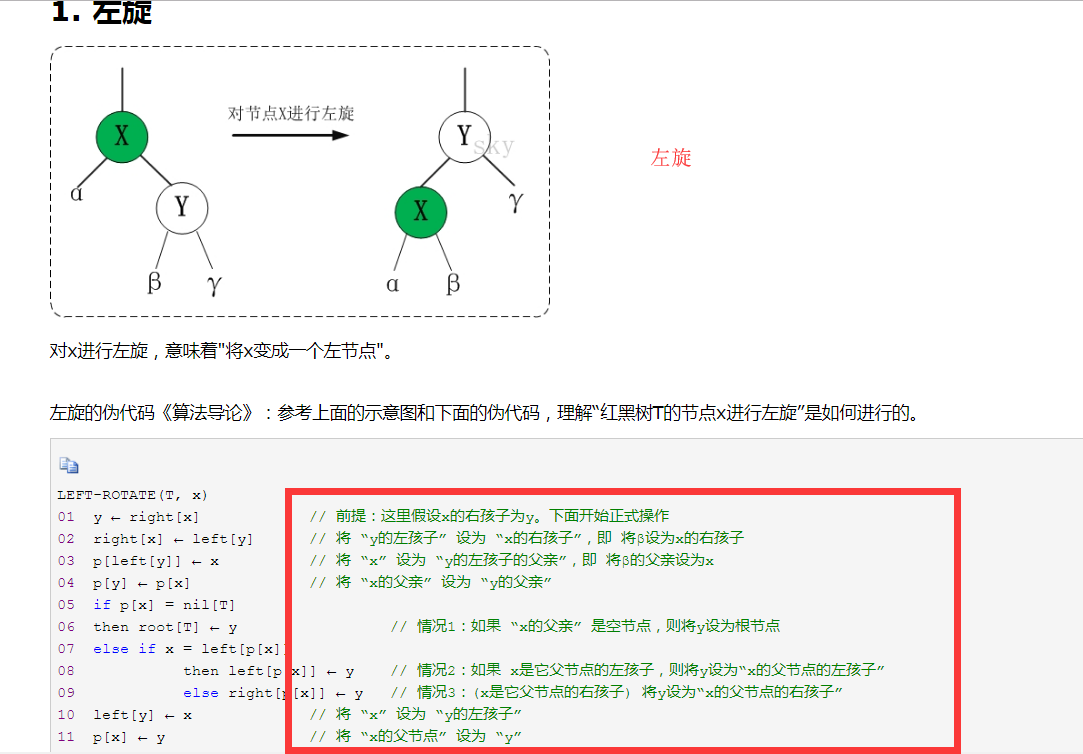 1. 左旋
对节点X进行左旋
X
Y
sky
左旋
α
Y
X
γ
β
γ
α
β
对x进行左旋，意味着"将x变成一个左节点"。
左旋的伪代码《算法导论》：参考上面的示意图和下面的伪代码，理解“红黑树T的节点x进行左旋”是如何进行的。
LEFT-ROTATE(T, x)
01 y ← right[x] // 前提：这里假设x的右孩子为y。下面开始正式操作
02 right[x] ← left[y] // 将 “y的左孩子” 设为 “x的右孩子”，即 将β设为x的右孩子
03 p[left[y]] ← x // 将 “x” 设为 “y的左孩子的父亲”，即 将β的父亲设为x
04 p[y] ← p[x] // 将 “x的父亲” 设为 “y的父亲”
05 if p[x] = nil[T]
06 then root[T] ← y // 情况1：如果 “x的父亲” 是空节点，则将y设为根节点
07 else if x = left[p[x]]
08 then left[p[x]] ← y // 情况2：如果 x是它父节点的左孩子，则将y设为“x的父节点的左孩子”
09 else right[p[x]] ← y // 情况3：(x是它父节点的右孩子) 将y设为“x的父节点的右孩子”
10 left[y] ← x // 将 “x” 设为 “y的左孩子”
11 p[x] ← y // 将 “x的父节点” 设为 “y”